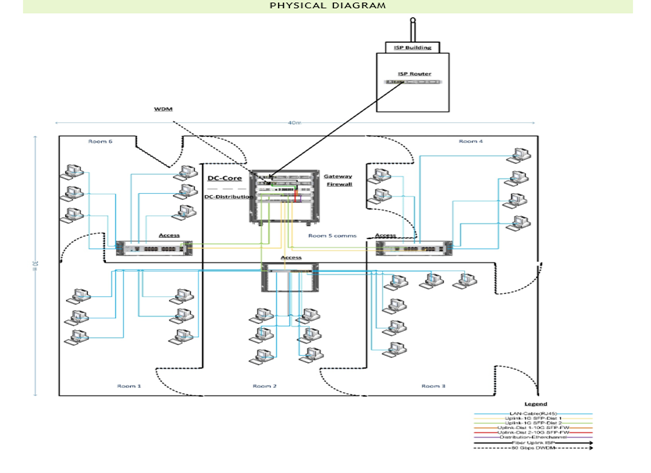 PHYSICAL DIAGRAM
ISP Building
ISP Router
WDM
40m
Room 6
Room 4
DC-Core
Gateway
Firewall
DC-Distribution
Room 5 comms
Access
Access
Access
30m
Room 1
Room 2
Room 3
Legend
LAN-Cable(RJ45)
Uplink-1G SFP-Dist 1
Uplink-1G SFP-Dist 2
Uplink-Dist 1-10G SFP-FW
Uplink-Dist 2-10G SFP-FW
Distribution-Etherchannel
Fiber Uplink ISP
80 Gbps DWDM